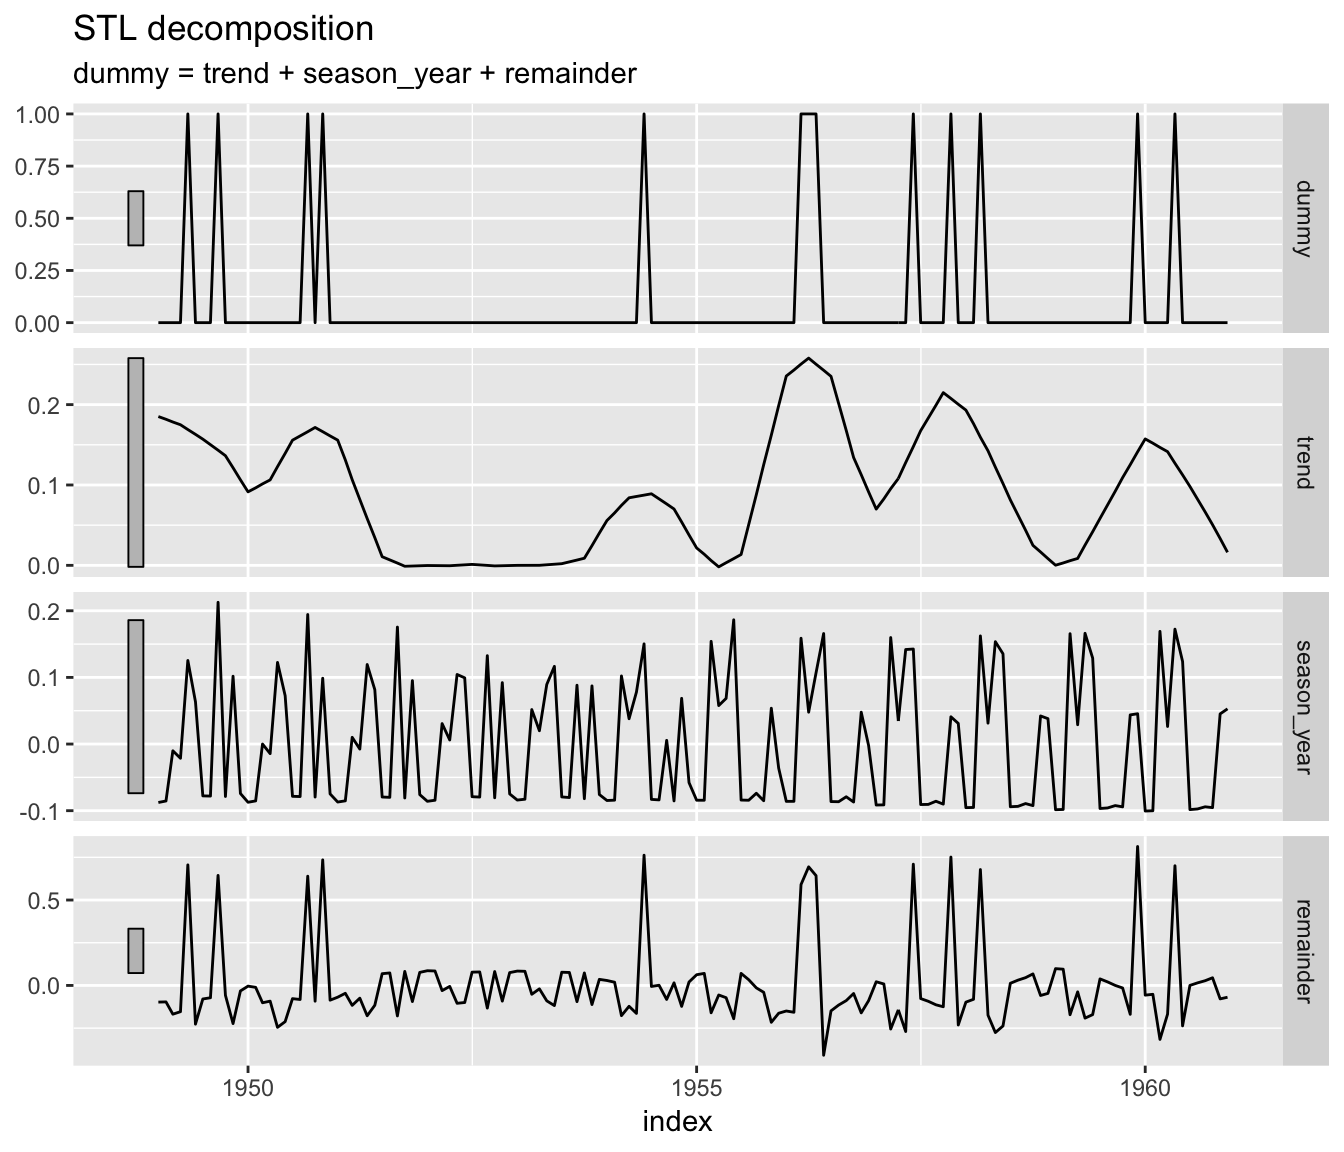 STL decomposition
dummy = trend + season_year + remainder
1.00
0.75
0.50
0.25
0.00
dummy
0.2
0.1
0.0
trend
0.2
0.1
0.0
-0.1
season_year
0.5
0.0
remainder
1950
1955
1960
index